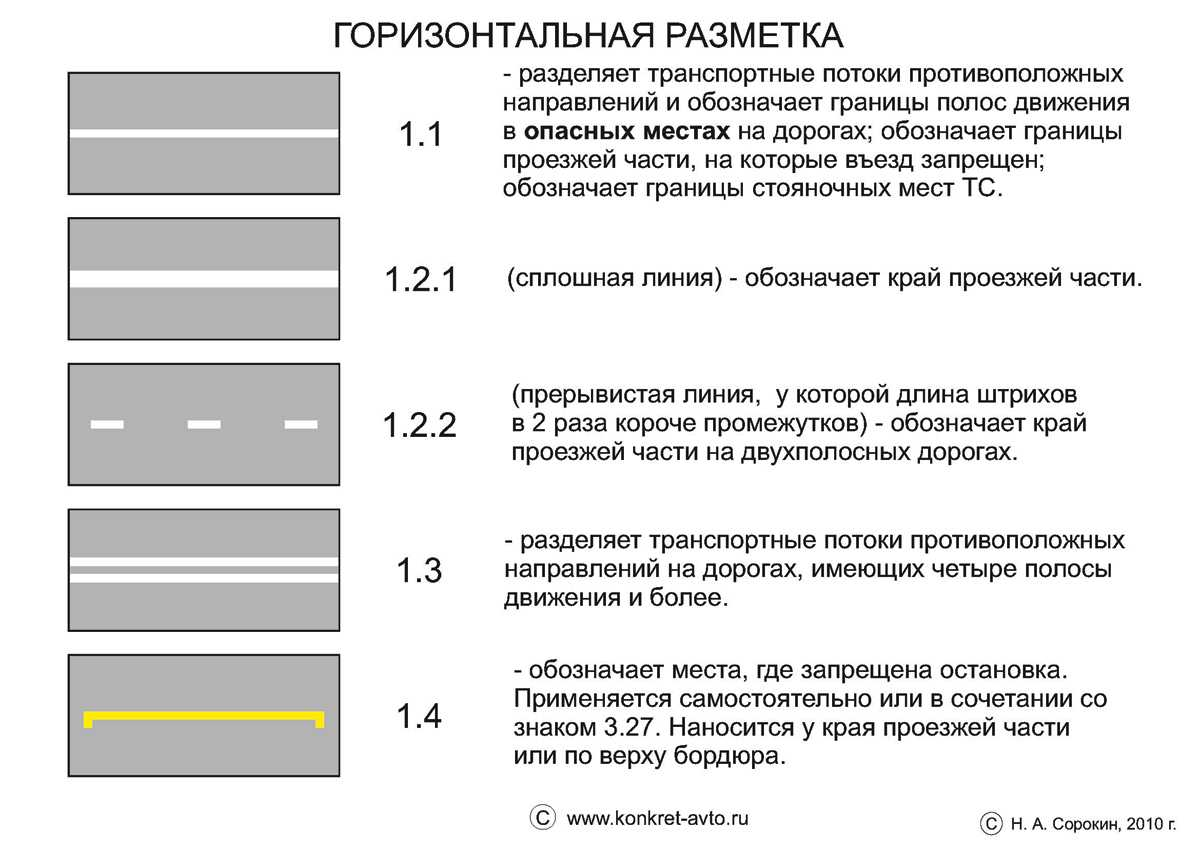 ГОРИЗОНТАЛЬНАЯ РАЗМЕТКА
1.1
- разделяет транспортные потоки противоположных
направлений и обозначает границы полос движения
в опасных местах на дорогах; обозначает границы
проезжей части, на которые въезд запрещен;
обозначает границы стояночных мест ТС.
1.2.1
(сплошная линия) - обозначает край проезжей части.
1.2.2
(прерывистая линия, у которой длина штрихов
в 2 раза короче промежутков) - обозначает край
проезжей части на двухполосных дорогах.
1.3
- разделяет транспортные потоки противоположных
направлений на дорогах, имеющих четыре полосы
движения и более.
1.4
- обозначает места, где запрещена остановка.
Применяется самостоятельно или в сочетании со
знаком 3.27. Наносится у края проезжей части
или по верху бордюра.
© www.konkret-avto.ru
© Н. А. Сорокин, 2010 г.